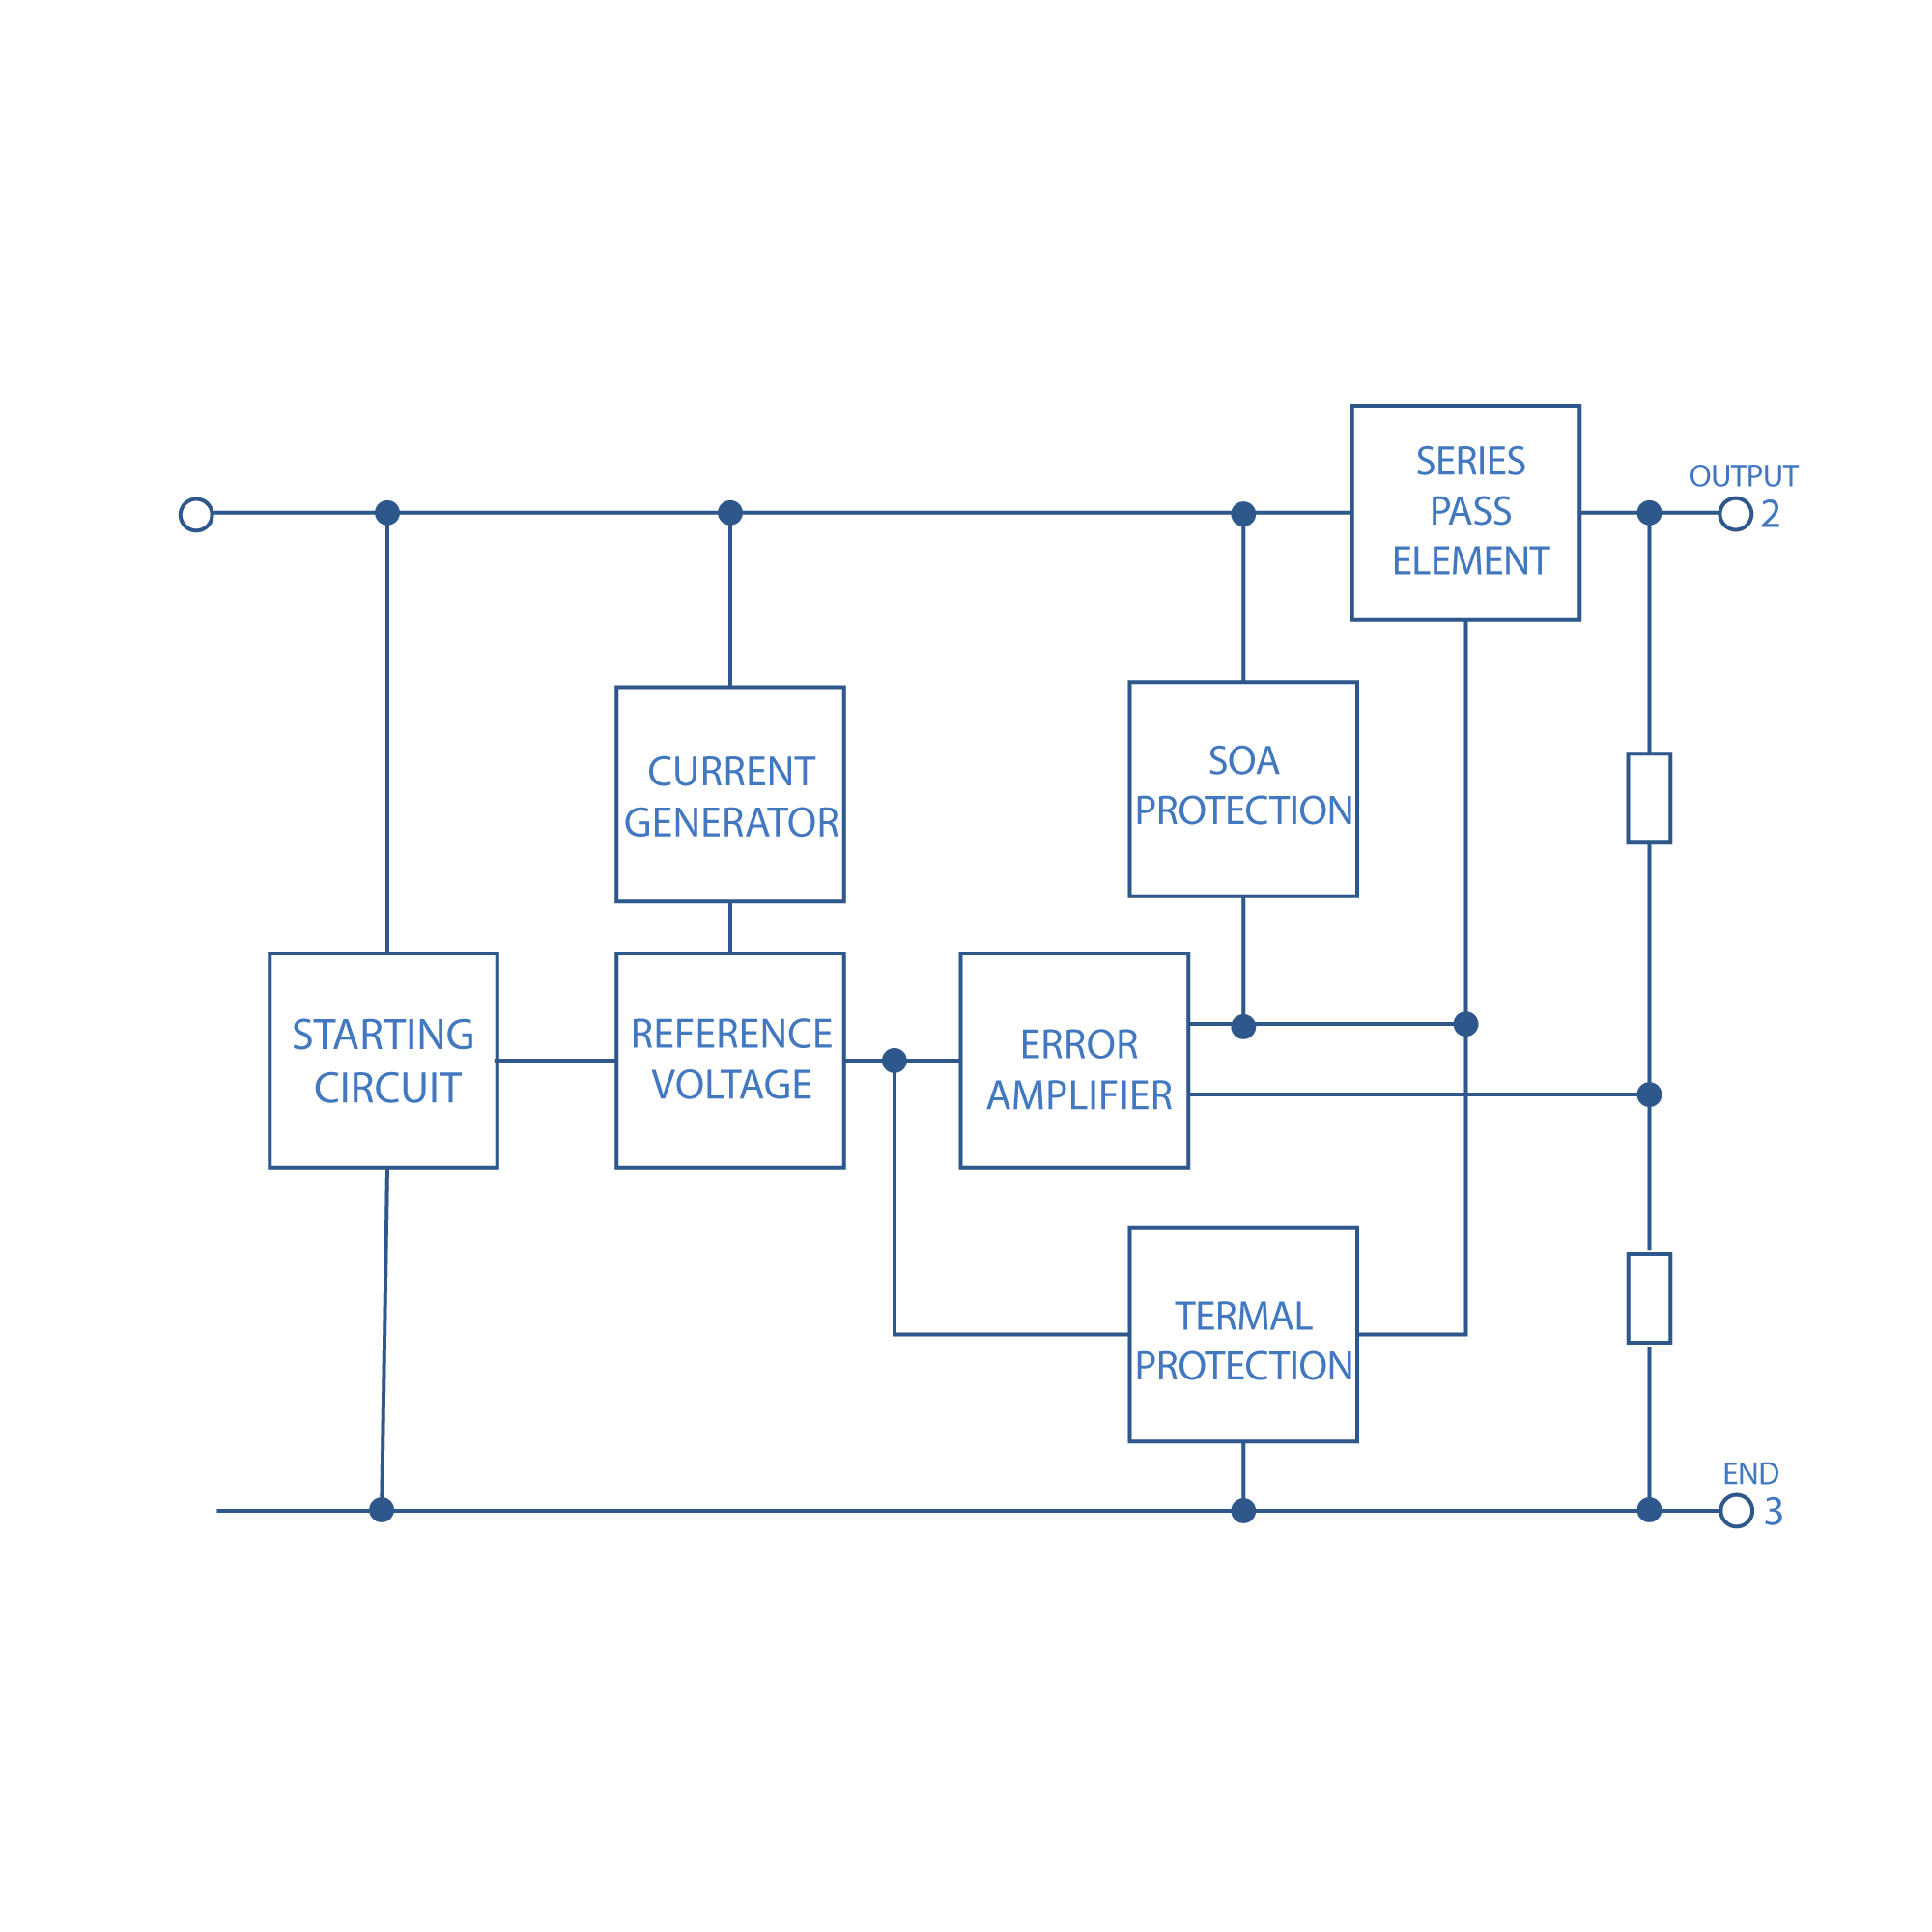 SERIES
PASS
ELEMENT
OUTPUT
2
CURRENT
GENERATOR
SOA
PROTECTION
STARTING
CIRCUIT
REFERENCE
VOLTAGE
ERROR
AMPLIFIER
TERMAL
PROTECTION
END
3